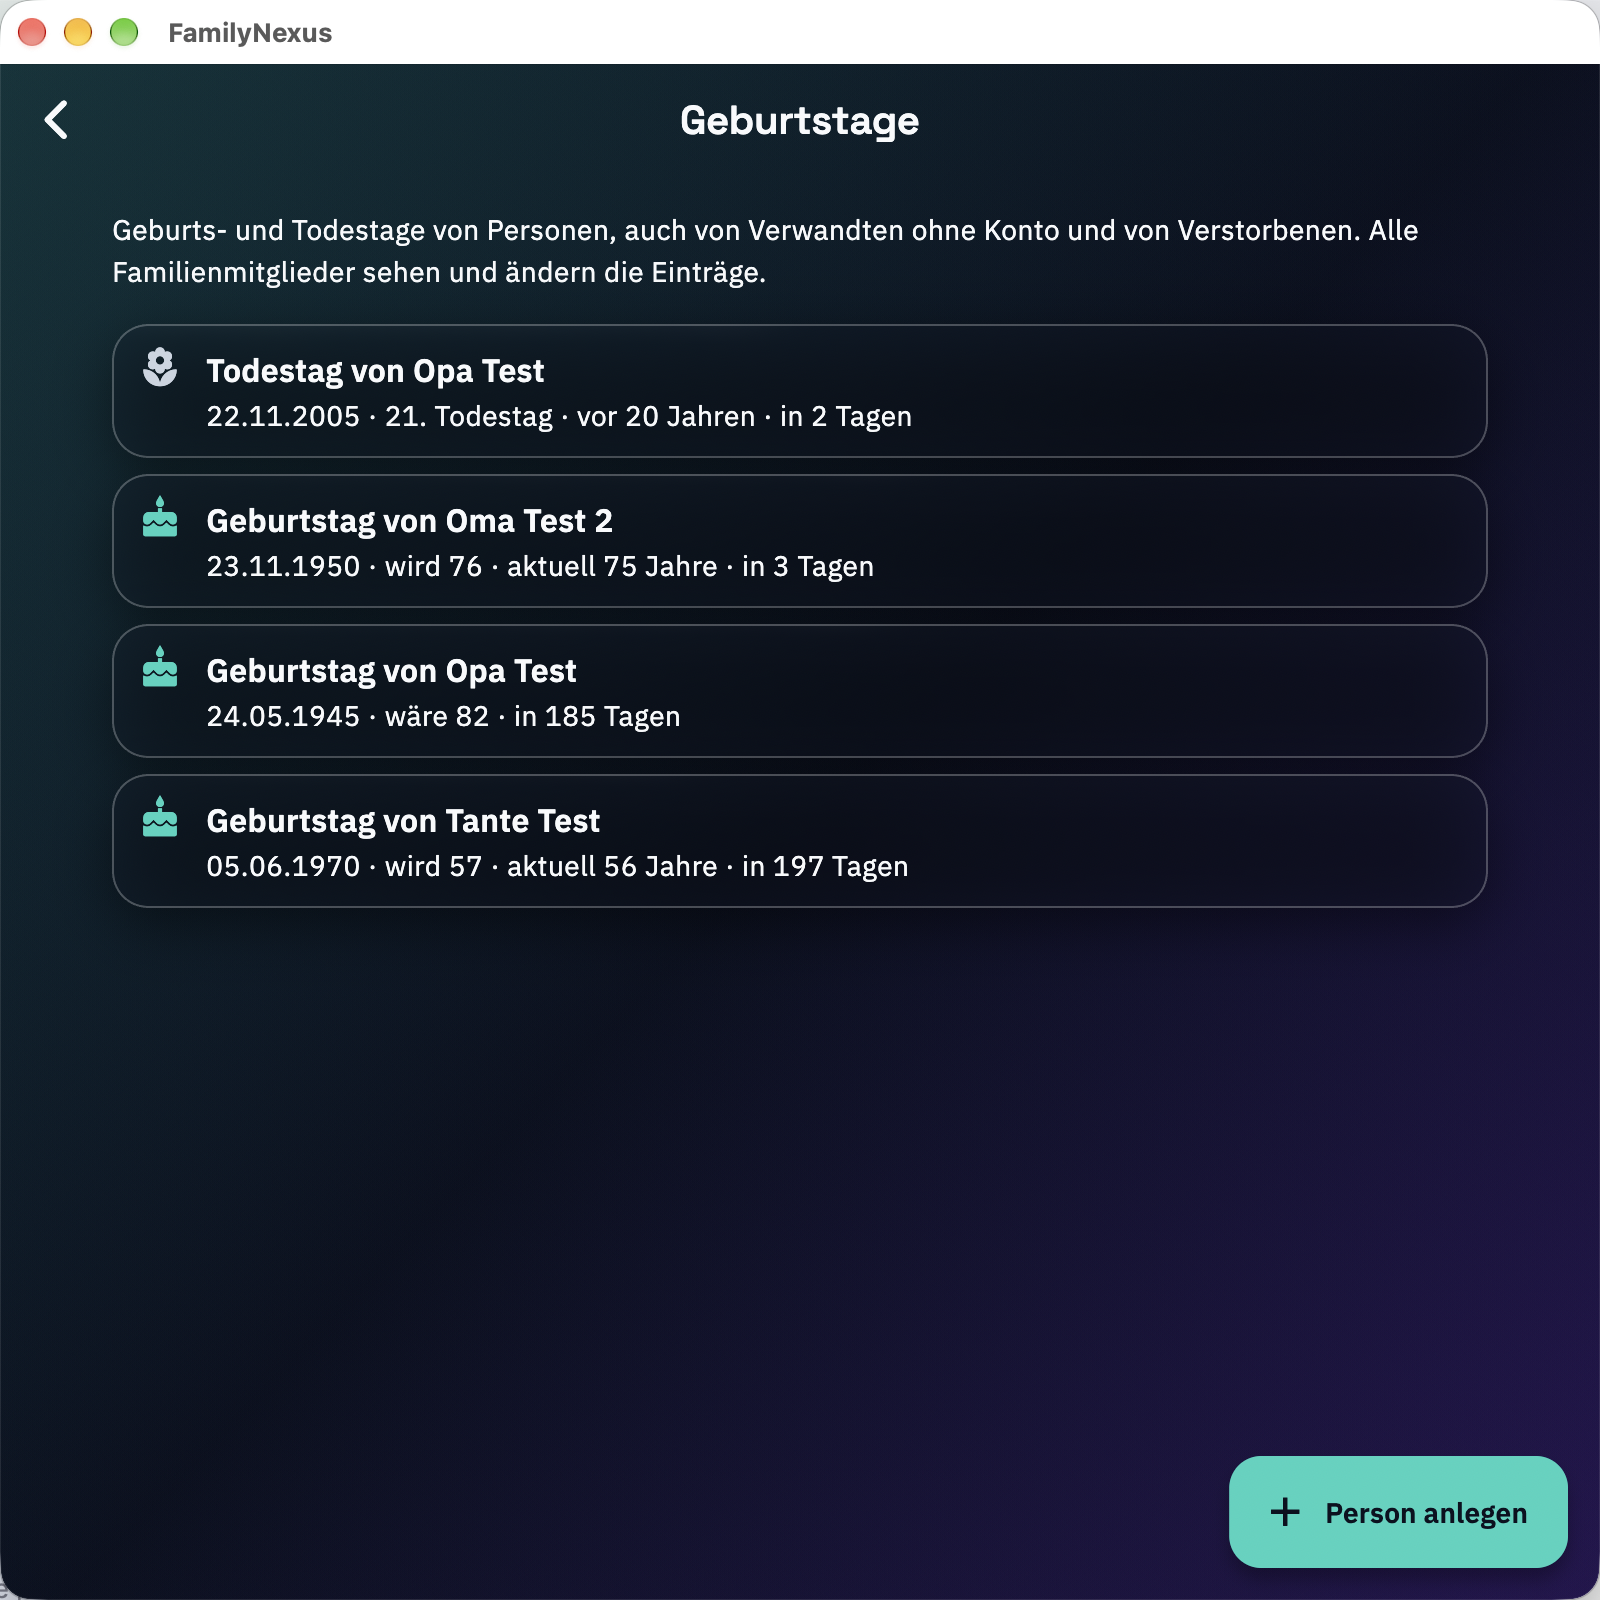 FamilyNexus
Geburtstage
Geburts- und Todestage von Personen, auch von Verwandten ohne Konto und von Verstorbenen. Alle
Familienmitglieder sehen und ändern die Einträge.
Todestag von Opa Test
22.11.2005 · 21. Todestag · vor 20 Jahren · in 2 Tagen
Geburtstag von Oma Test 2
23.11.1950 · wird 76 · aktuell 75 Jahre · in 3 Tagen
Geburtstag von Opa Test
24.05.1945 · wäre 82 · in 185 Tagen
Geburtstag von Tante Test
05.06.1970 · wird 57 · aktuell 56 Jahre · in 197 Tagen
Person anlegen